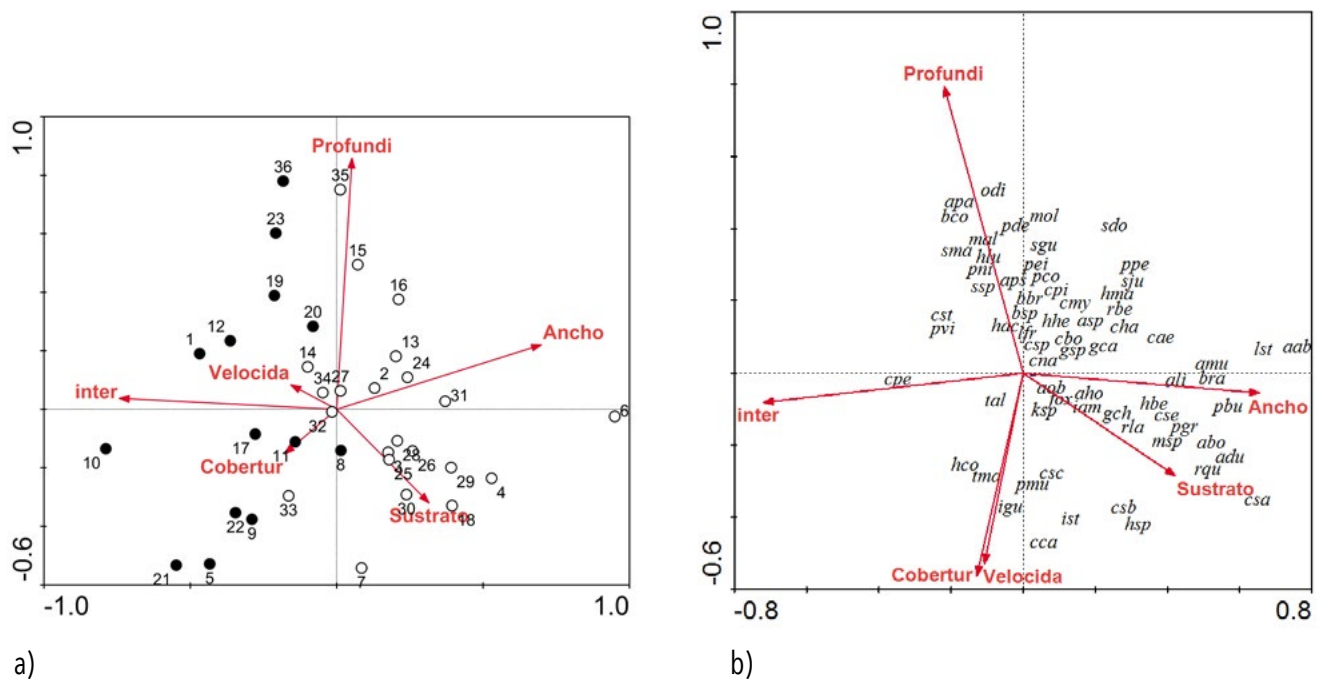 1.0
-0.6
-1.0
1.0
Profundi
Ancho
Velocida
inter
Cobertur
Sustrato
36
35
23
15
16
19
20
12
1
13
14
24
34
27
2
31
6
32
17
11
10
8
3
28
26
25
29
4
30
18
33
22
9
21
5
7
a)
1.0
-0.6
-0.8
0.8
Profundi
odi
apa
bco
pde
mol
sdo
mal
sgu
sma
hlu
pni
pei
ppe
ssp
aps
pco
sju
cpi
hma
bbr
cmy
rbe
cst
bsp
hhe
asp
cha
pvi
hac
ifr
cbo
cae
csp
gsp
gca
lst
aab
cna
qmu
cpe
aob
ali
bra
inter
tal
fox
aho
iam
hbe
pbu
Ancho
ksp
gch
cse
rla
pgr
msp
abo
hco
adu
tma
csc
rqu
pmu
Sustrato
igu
csb
csa
ist
hsp
cca
Cobertur
Velocida
b)